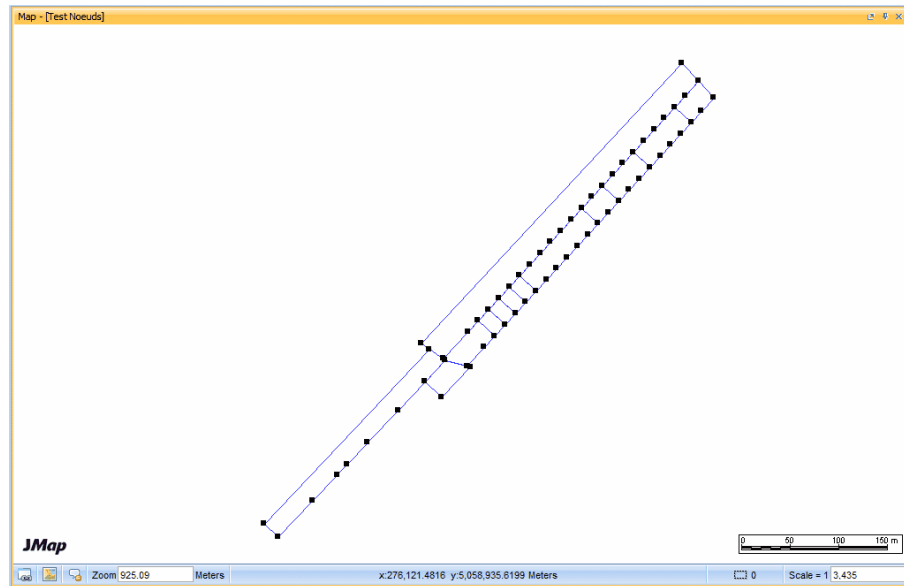 Map - [Test Noeuds]
0 50 100 150 m
JMap
Zoom 925.09 Meters x:276,121.4816 y:5,058,935.6199 Meters 0 Scale = 1 3,435